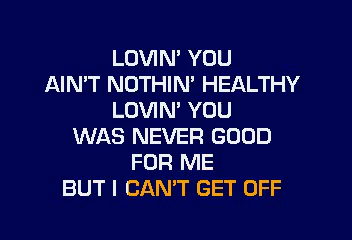 LOVIN' YOU
AIN'T NOTHIN' HEALTHY
LOVIN' YOU
WAS NEVER GOOD
FOR ME
BUT I CAN'T GET OFF